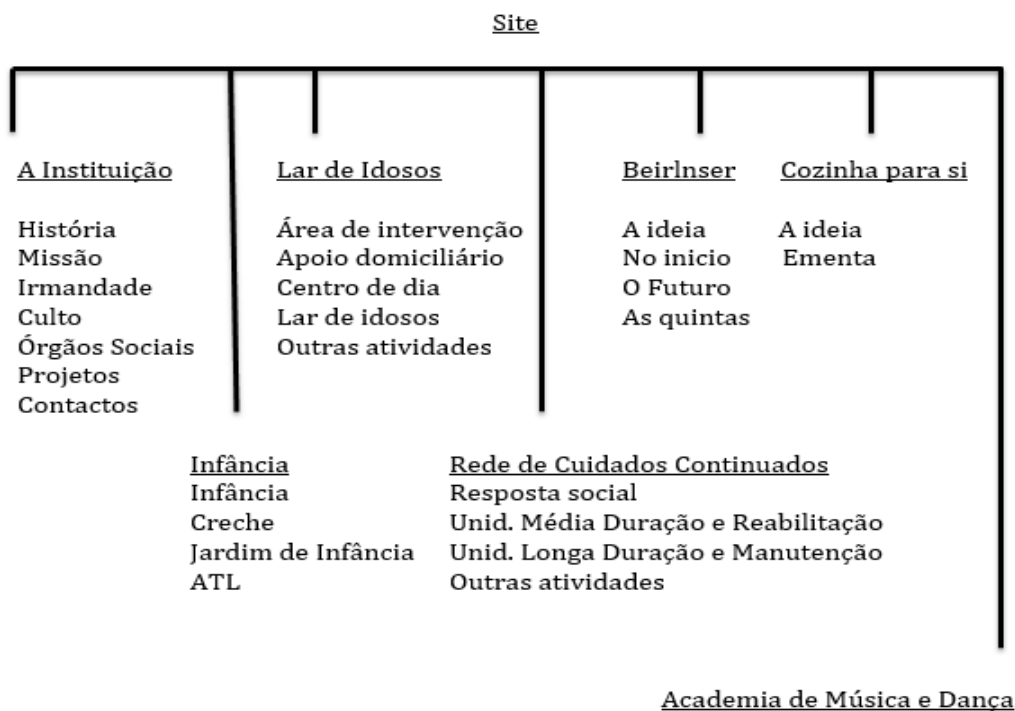 Site
A Instituição
História
Missão
Irmandade
Culto
Órgãos Sociais
Projetos
Contactos
Lar de Idosos
Área de intervenção
Apoio domiciliário
Centro de dia
Lar de idosos
Outras atividades
Beirlnser
A ideia
No inicio
O Futuro
As quintas
Cozinha para si
A ideia
Ementa
Infância
Infância
Creche
Jardim de Infância
ATL
Rede de Cuidados Continuados
Resposta social
Unid. Média Duração e Reabilitação
Unid. Longa Duração e Manutenção
Outras atividades
Academia de Música e Dança